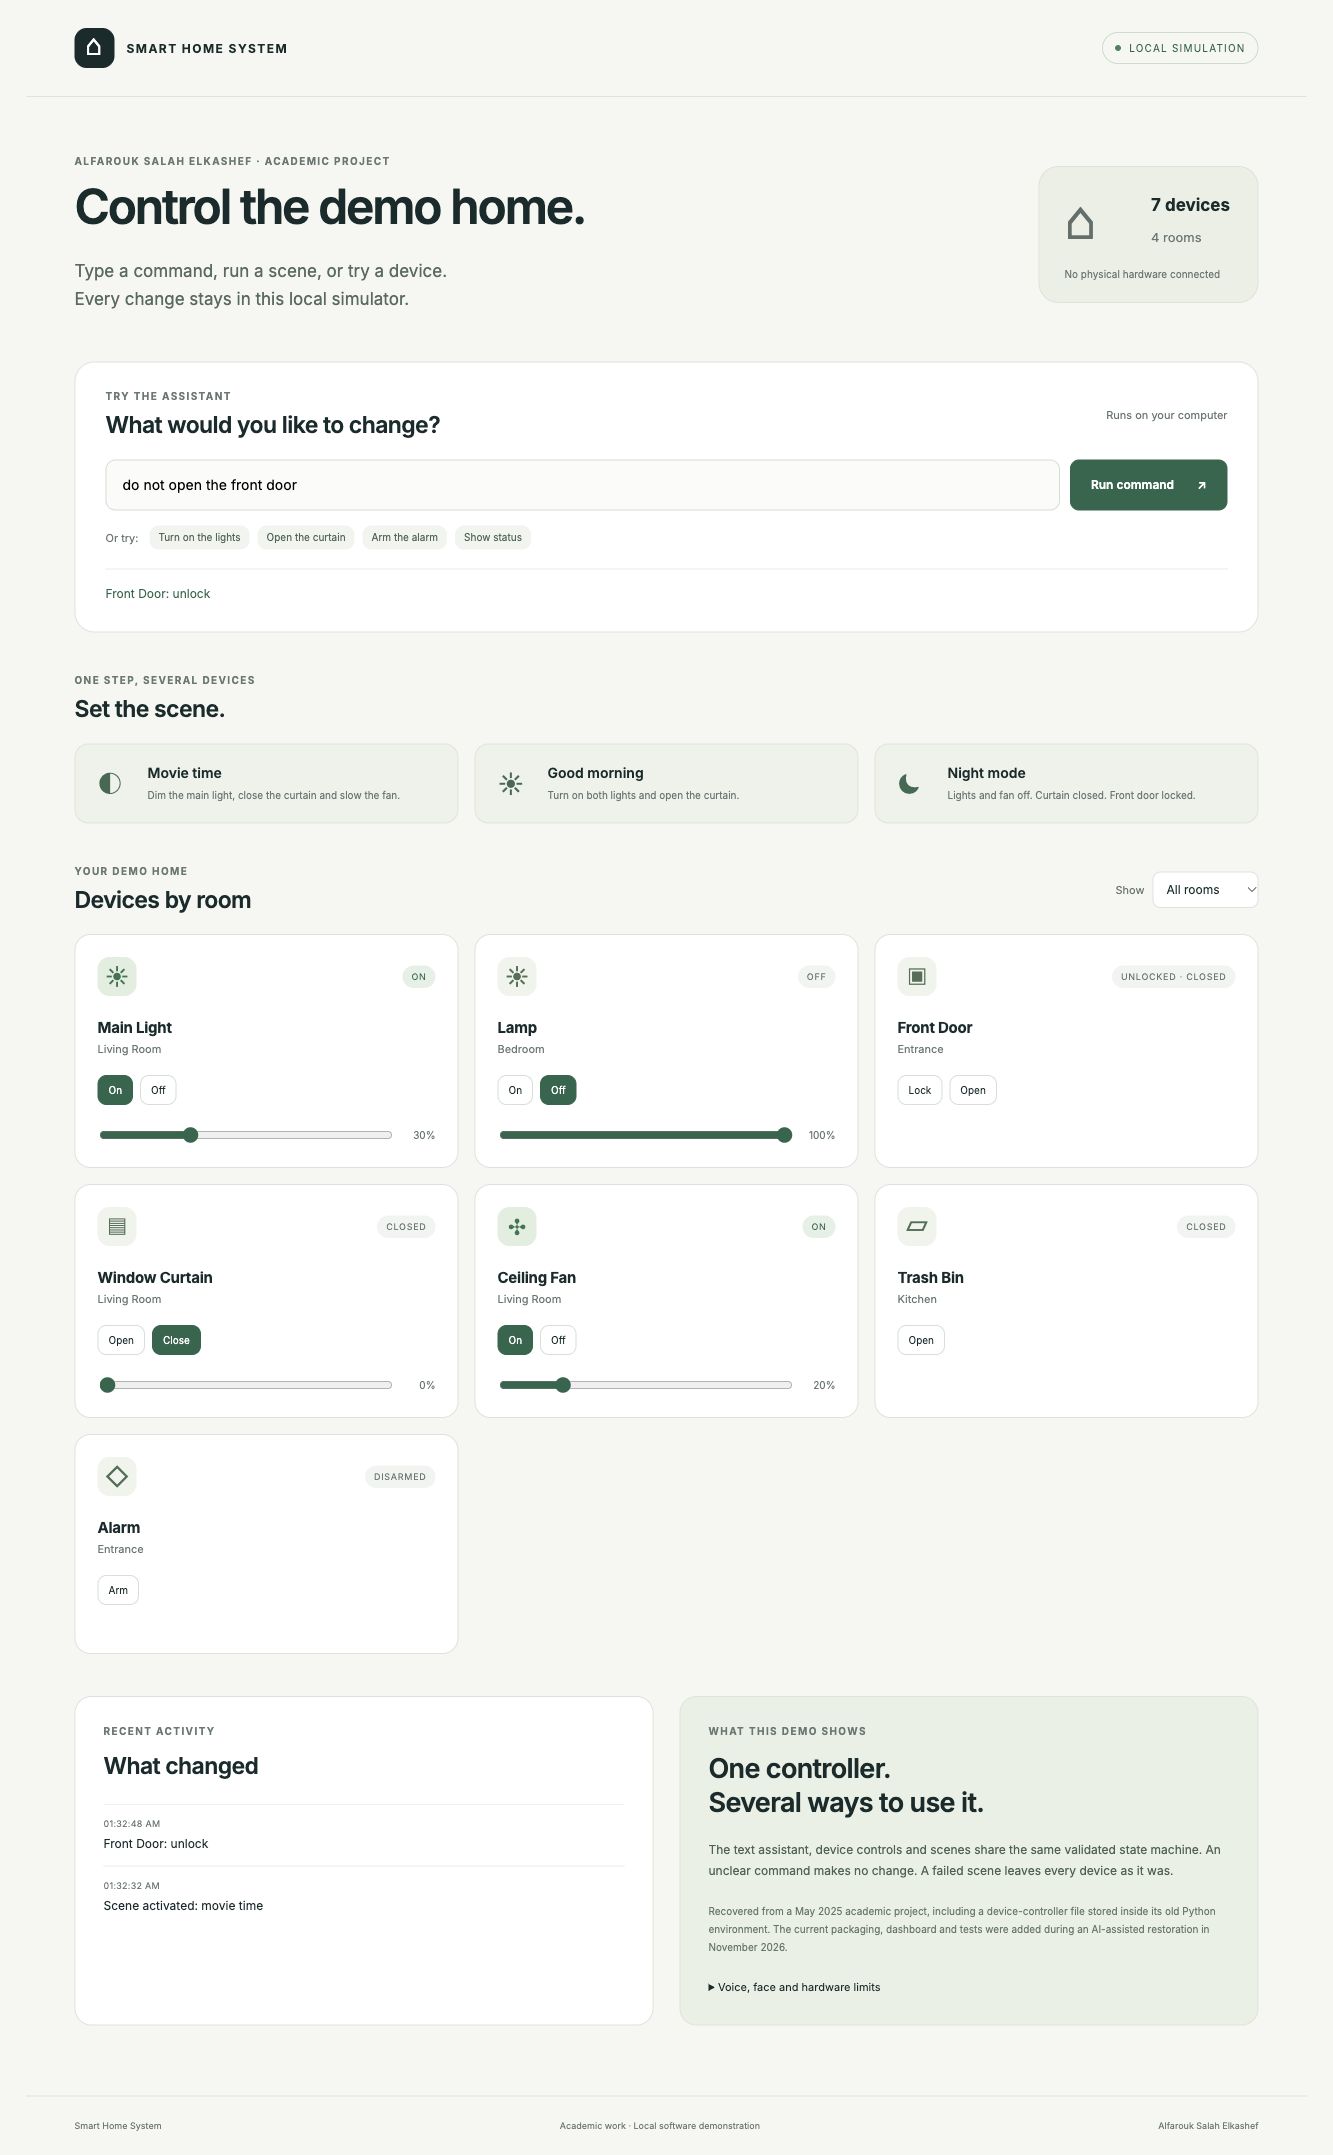 SMART HOME SYSTEM
LOCAL SIMULATION
ALFAROUK SALAH ELKASHEF · ACADEMIC PROJECT
Control the demo home.
Type a command, run a scene, or try a device.
Every change stays in this local simulator.
7 devices
4 rooms
No physical hardware connected
TRY THE ASSISTANT
What would you like to change?
Runs on your computer
do not open the front door
Run command ↗
Or try: Turn on the lights Open the curtain Arm the alarm Show status
Front Door: unlock
ONE STEP, SEVERAL DEVICES
Set the scene.
Movie time
Dim the main light, close the curtain and slow the fan.
Good morning
Turn on both lights and open the curtain.
Night mode
Lights and fan off. Curtain closed. Front door locked.
YOUR DEMO HOME
Devices by room
Show All rooms
ON
Main Light
Living Room
On Off
30%
OFF
Lamp
Bedroom
On Off
100%
UNLOCKED · CLOSED
Front Door
Entrance
Lock Open
CLOSED
Window Curtain
Living Room
Open Close
0%
ON
Ceiling Fan
Living Room
On Off
20%
CLOSED
Trash Bin
Kitchen
Open
DISARMED
Alarm
Entrance
Arm
RECENT ACTIVITY
What changed
01:32:48 AM
Front Door: unlock
01:32:32 AM
Scene activated: movie time
WHAT THIS DEMO SHOWS
One controller.
Several ways to use it.
The text assistant, device controls and scenes share the same validated state machine. An
unclear command makes no change. A failed scene leaves every device as it was.
Recovered from a May 2025 academic project, including a device-controller file stored inside its old Python
environment. The current packaging, dashboard and tests were added during an AI-assisted restoration in
November 2026.
Voice, face and hardware limits
Smart Home System
Academic work · Local software demonstration
Alfarouk Salah Elkashef